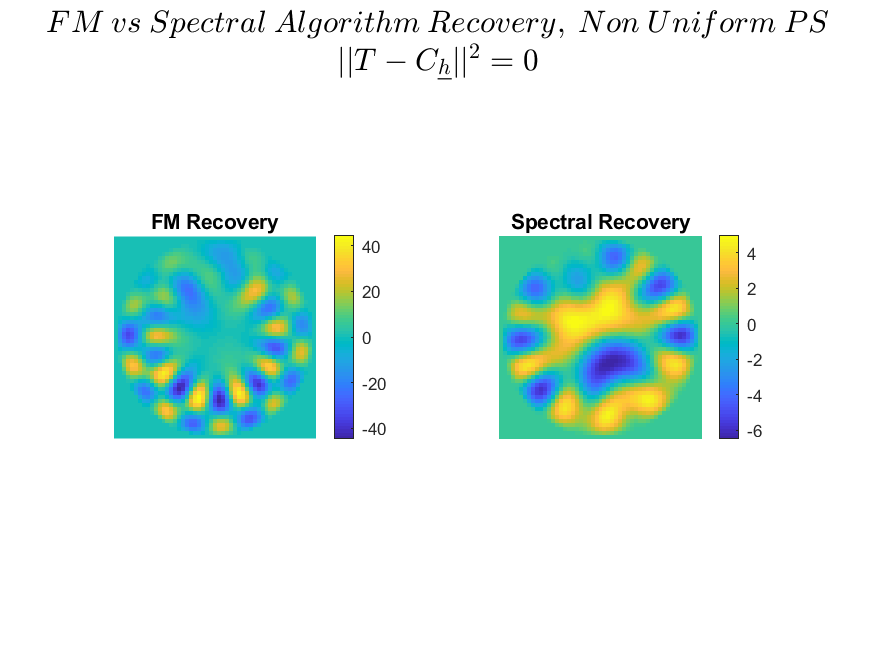 FM vs Spectral Algorithm Recovery, Non Uniform PS
||T − C_h||² = 0
FM Recovery
40
20
0
-20
-40
Spectral Recovery
4
2
0
-2
-4
-6